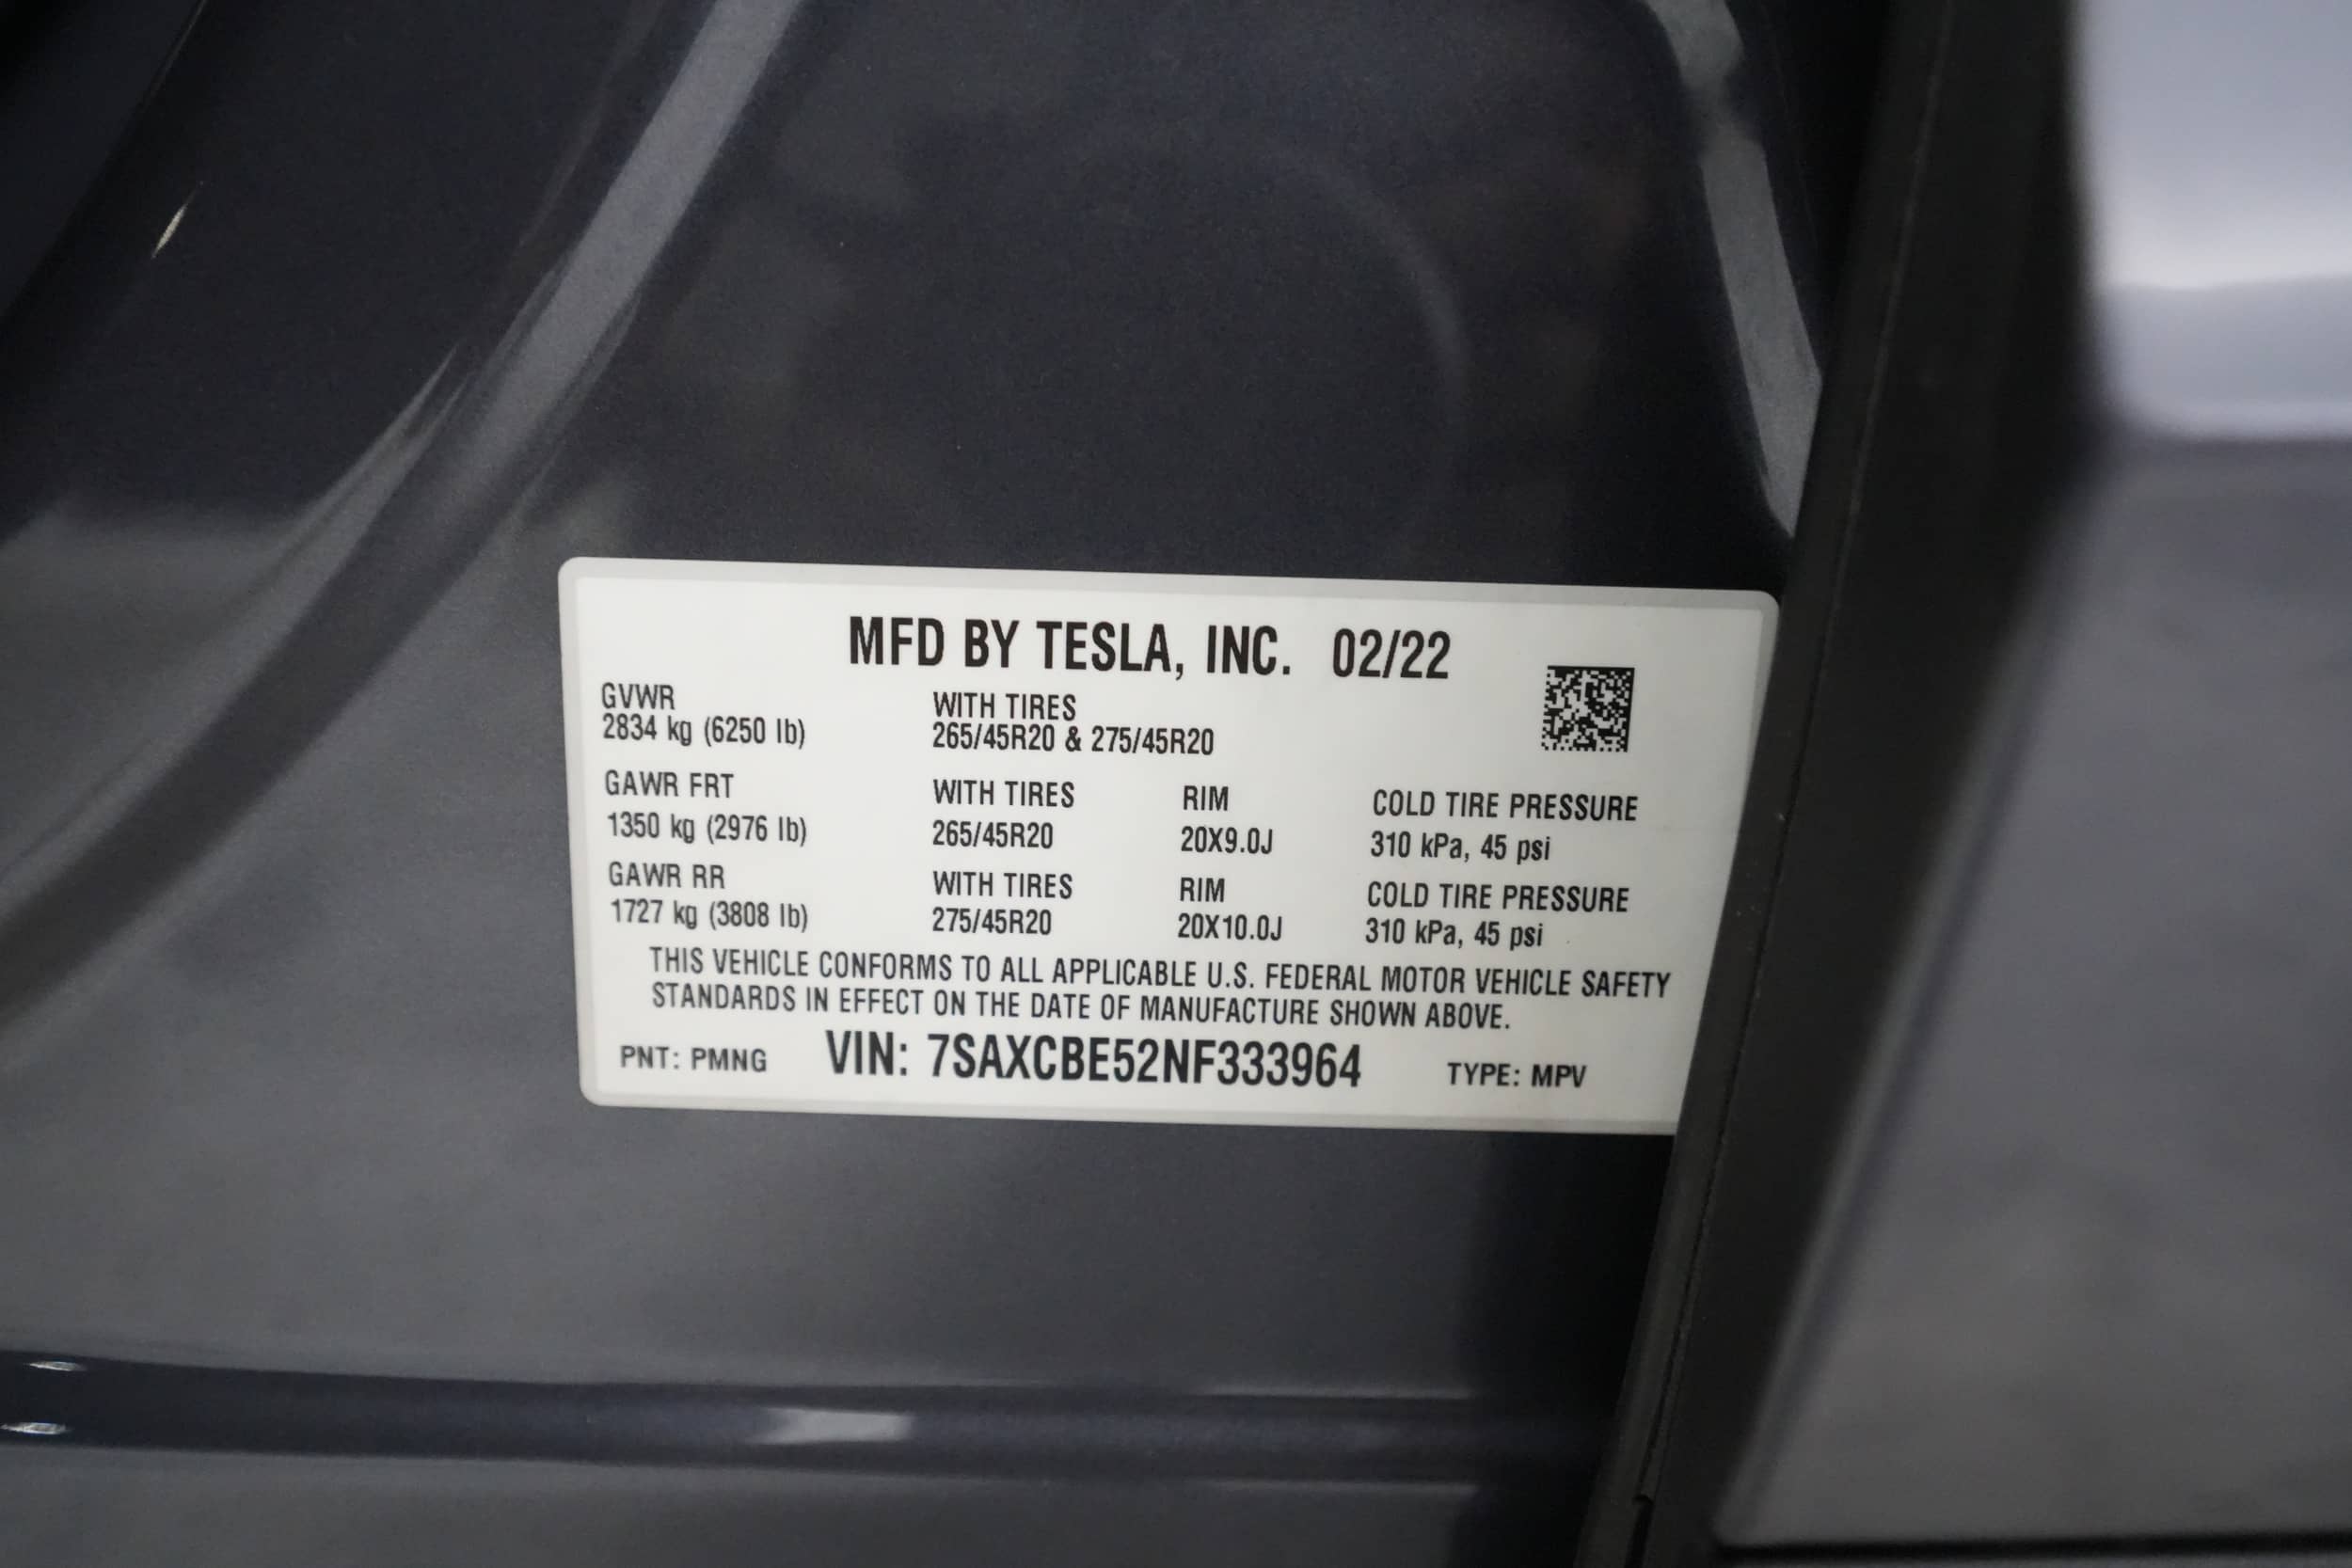 MFD BY TESLA, INC. 02/22
GVWR WITH TIRES
2834 kg (6250 lb) 265/45R20 & 275/45R20
GAWR FRT WITH TIRES RIM COLD TIRE PRESSURE
1350 kg (2976 lb) 265/45R20 20X9.0J 310 kPa, 45 psi
GAWR RR WITH TIRES RIM COLD TIRE PRESSURE
1727 kg (3808 lb) 275/45R20 20X10.0J 310 kPa, 45 psi
THIS VEHICLE CONFORMS TO ALL APPLICABLE U.S. FEDERAL MOTOR VEHICLE SAFETY
STANDARDS IN EFFECT ON THE DATE OF MANUFACTURE SHOWN ABOVE.
PNT: PMNG VIN: 7SAXCBE52NF333964 TYPE: MPV